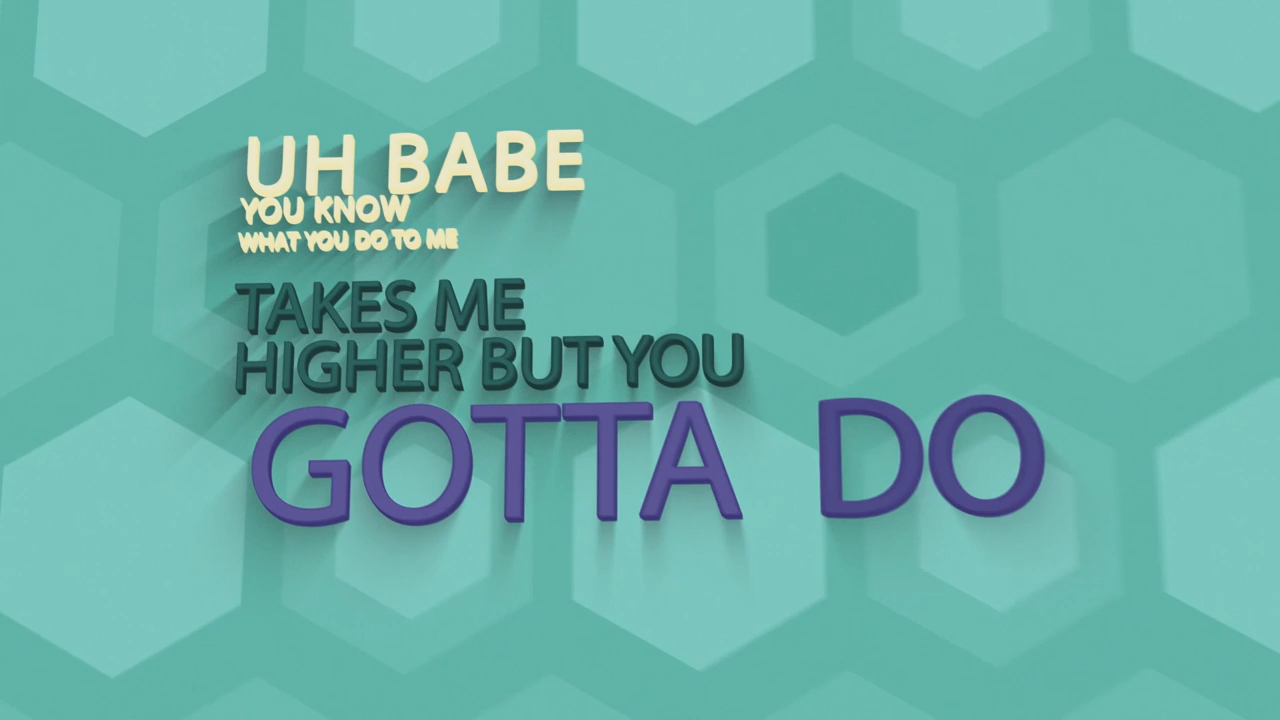 UH BABE
YOU KNOW
WHAT YOU DO TO ME
TAKES ME
HIGHER BUT YOU
GOTTA DO